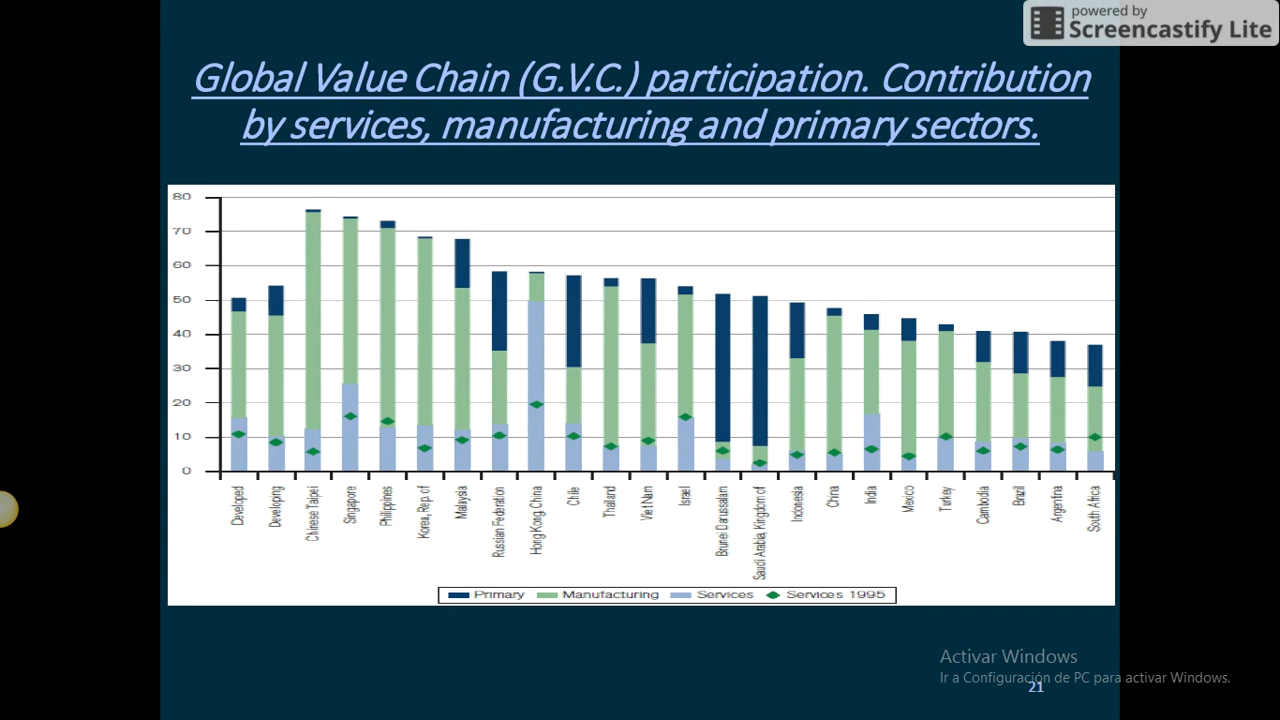 powered by
Screencastify Lite
Global Value Chain (G.V.C.) participation. Contribution
by services, manufacturing and primary sectors.
80
70
60
50
40
30
20
10
0
Developed
Developing
Chinese Taipei
Singapore
Philippines
Korea, Rep. of
Malaysia
Russian Federation
Hong Kong, China
Chile
Thailand
Viet Nam
Israel
Brunei Darussalam
Saudi Arabia, Kingdom of
Indonesia
China
India
Mexico
Turkey
Cambodia
Brazil
Argentina
South Africa
Primary Manufacturing Services Services 1995
Activar Windows
Ir a Configuración de PC para activar Windows.
21